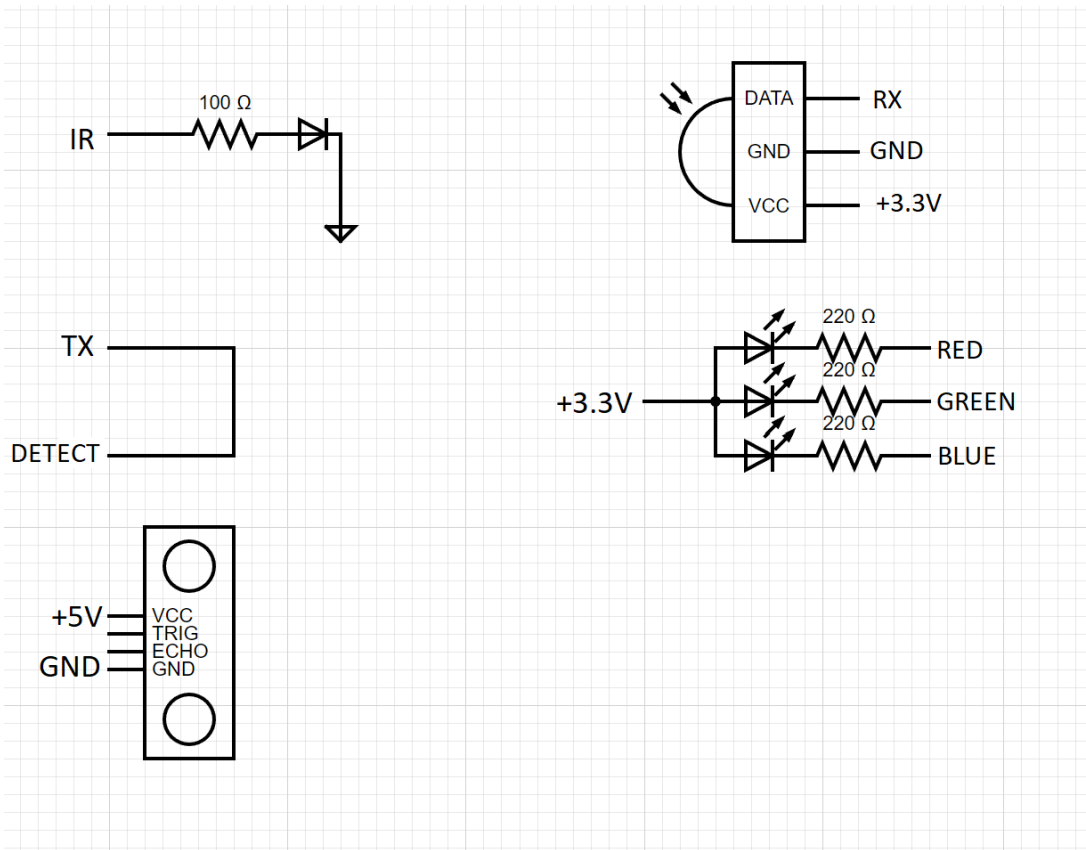 100 Ω
IR
DATA
RX
GND
GND
VCC
+3.3V
TX
DETECT
220 Ω
RED
220 Ω
+3.3V
GREEN
220 Ω
BLUE
+5V
VCC
TRIG
ECHO
GND
GND